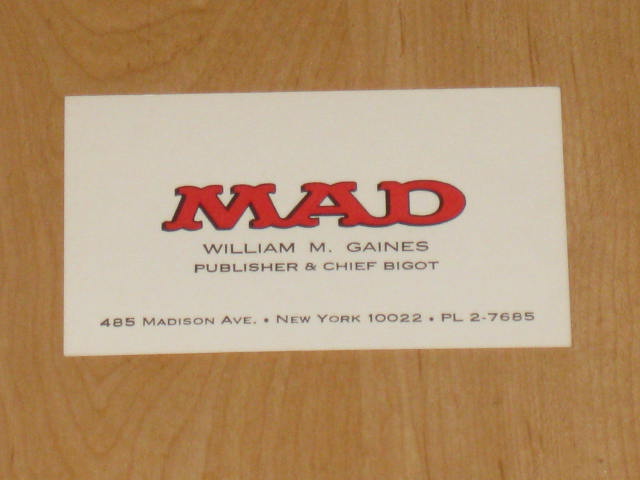 MAD
WILLIAM M. GAINES
PUBLISHER & CHIEF BIGOT
485 MADISON AVE. • NEW YORK 10022 • PL 2-7685